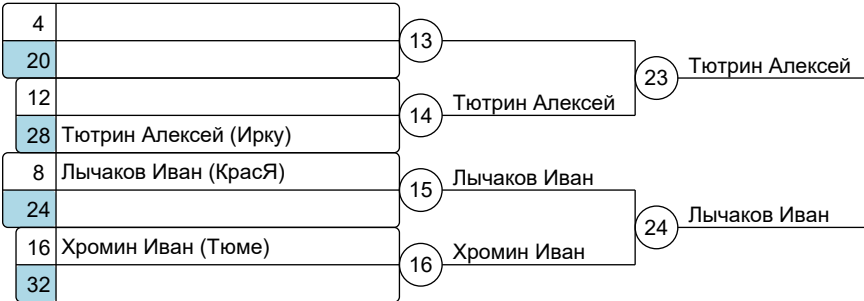 4
20
13
12
28 Тютрин Алексей (Ирку)
14 Тютрин Алексей
23 Тютрин Алексей
8 Лычаков Иван (КрасЯ)
24
15 Лычаков Иван
16 Хромин Иван (Тюме)
32
16 Хромин Иван
24 Лычаков Иван